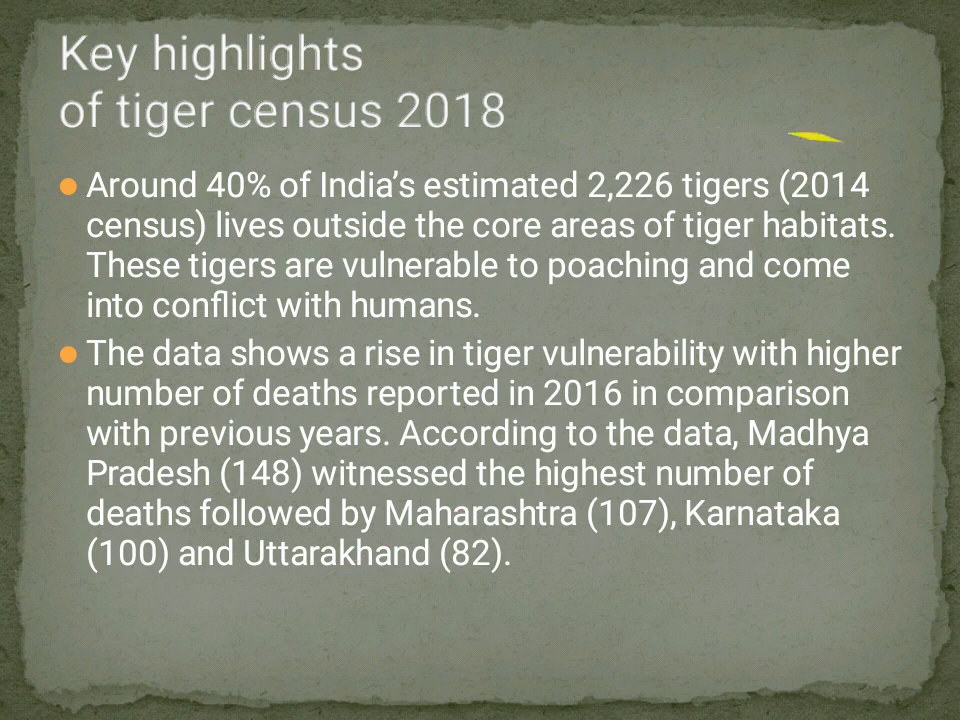 Key highlights
of tiger census 2018
Around 40% of India’s estimated 2,226 tigers (2014
census) lives outside the core areas of tiger habitats.
These tigers are vulnerable to poaching and come
into conflict with humans.
The data shows a rise in tiger vulnerability with higher
number of deaths reported in 2016 in comparison
with previous years. According to the data, Madhya
Pradesh (148) witnessed the highest number of
deaths followed by Maharashtra (107), Karnataka
(100) and Uttarakhand (82).